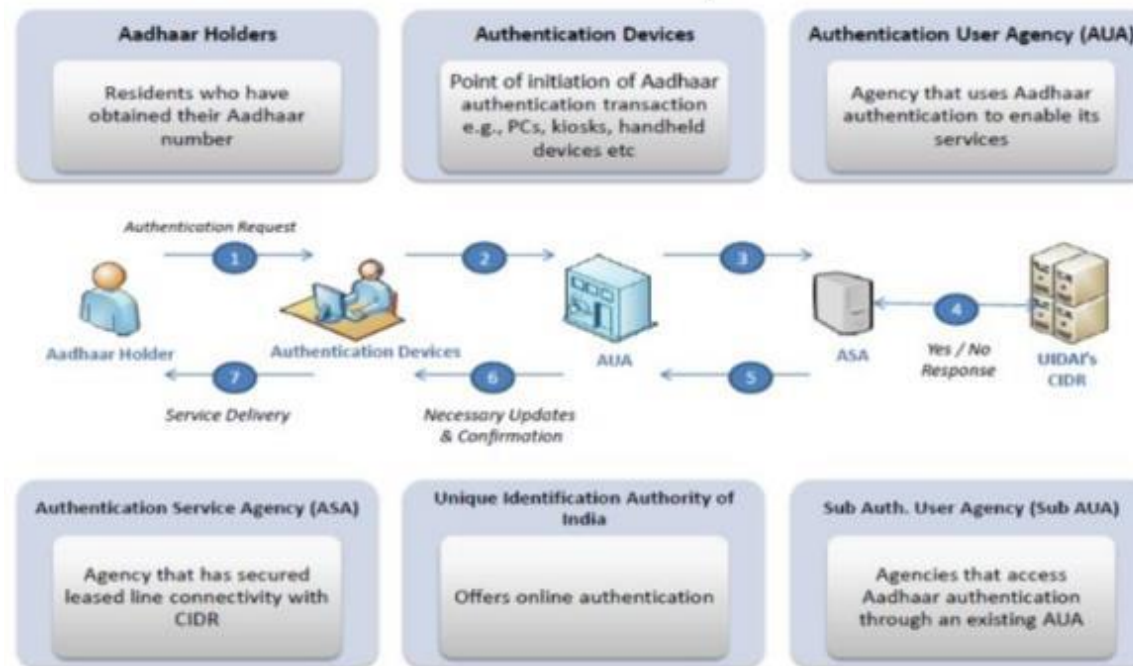 Aadhaar Holders
Residents who have
obtained their Aadhaar
number
Authentication Devices
Point of initiation of Aadhaar
authentication transaction
e.g., PCs, kiosks, handheld
devices etc
Authentication User Agency (AUA)
Agency that uses Aadhaar
authentication to enable its
services
Authentication Request
1
2
3
4
Aadhaar Holder
Authentication Devices
AUA
ASA
Yes / No
Response
UIDAI's
CIDR
7
6
5
Service Delivery
Necessary Updates
& Confirmation
Authentication Service Agency (ASA)
Agency that has secured
leased line connectivity with
CIDR
Unique Identification Authority of
India
Offers online authentication
Sub Auth. User Agency (Sub AUA)
Agencies that access
Aadhaar authentication
through an existing AUA